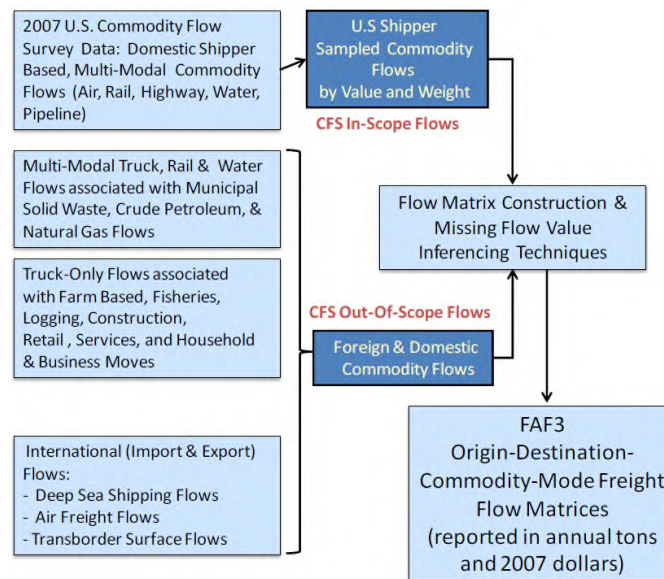 2007 U.S. Commodity Flow
Survey Data: Domestic Shipper
Based, Multi-Modal Commodity
Flows (Air, Rail, Highway, Water,
Pipeline)
U.S Shipper
Sampled Commodity
Flows
by Value and Weight
CFS In-Scope Flows
Multi-Modal Truck, Rail & Water
Flows associated with Municipal
Solid Waste, Crude Petroleum, &
Natural Gas Flows
Flow Matrix Construction &
Missing Flow Value
Inferencing Techniques
Truck-Only Flows associated
with Farm Based, Fisheries,
Logging, Construction,
Retail , Services, and Household
& Business Moves
CFS Out-Of-Scope Flows
Foreign & Domestic
Commodity Flows
International (Import & Export)
Flows:
- Deep Sea Shipping Flows
- Air Freight Flows
- Transborder Surface Flows
FAF3
Origin-Destination-
Commodity-Mode Freight
Flow Matrices
(reported in annual tons
and 2007 dollars)